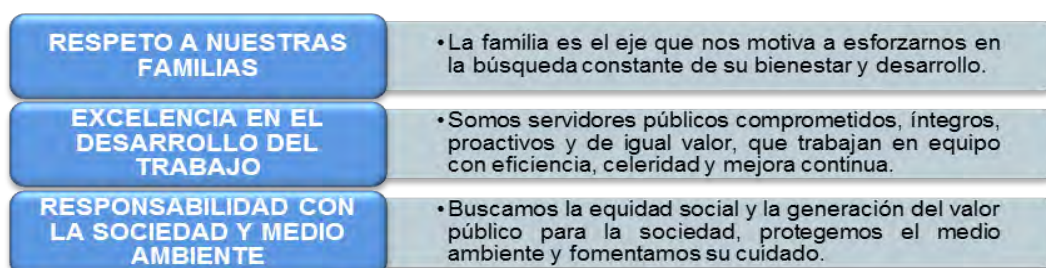 RESPETO A NUESTRAS
FAMILIAS
•La familia es el eje que nos motiva a esforzarnos en
la búsqueda constante de su bienestar y desarrollo.
EXCELENCIA EN EL
DESARROLLO DEL
TRABAJO
•Somos servidores públicos comprometidos, íntegros,
proactivos y de igual valor, que trabajan en equipo
con eficiencia, celeridad y mejora continua.
RESPONSABILIDAD CON
LA SOCIEDAD Y MEDIO
AMBIENTE
•Buscamos la equidad social y la generación del valor
público para la sociedad, protegemos el medio
ambiente y fomentamos su cuidado.